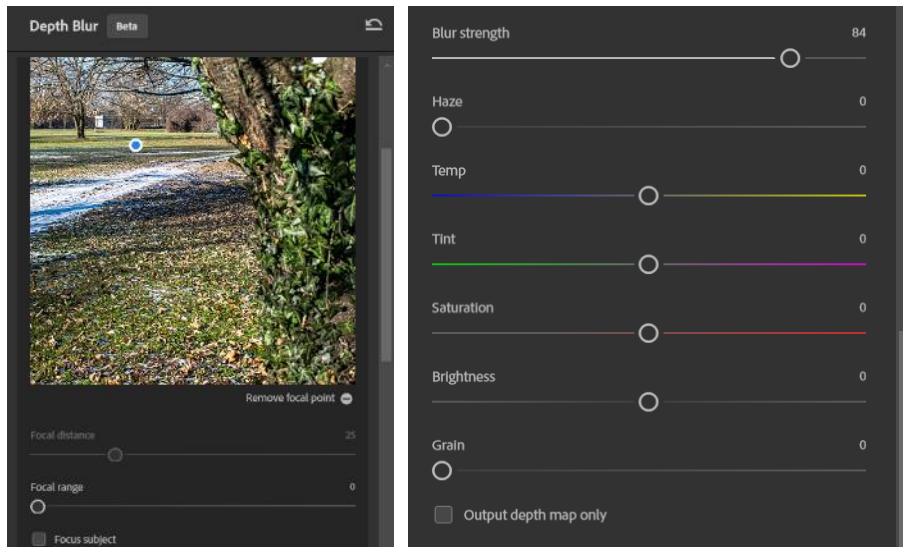 Depth Blur Beta
Remove focal point
Focal distance 25
Focal range 0
Focus subject
Blur strength 84
Haze 0
Temp 0
Tint 0
Saturation 0
Brightness 0
Grain 0
Output depth map only